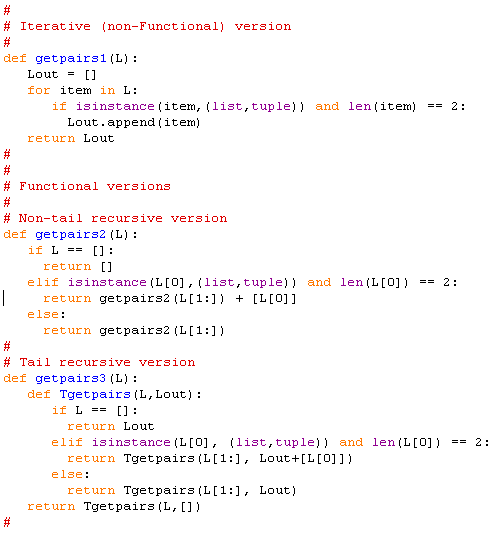 #
# Iterative (non-Functional) version
#
def getpairs1(L):
   Lout = []
   for item in L:
      if isinstance(item,(list,tuple)) and len(item) == 2:
        Lout.append(item)
   return Lout
#
#
# Functional versions
#
# Non-tail recursive version
def getpairs2(L):
   if L == []:
     return []
   elif isinstance(L[0],(list,tuple)) and len(L[0]) == 2:
     return getpairs2(L[1:]) + [L[0]]
   else:
     return getpairs2(L[1:])
#
# Tail recursive version
def getpairs3(L):
   def Tgetpairs(L,Lout):
      if L == []:
        return Lout
      elif isinstance(L[0], (list,tuple)) and len(L[0]) == 2:
        return Tgetpairs(L[1:], Lout+[L[0]])
      else:
        return Tgetpairs(L[1:], Lout)
   return Tgetpairs(L,[])
#